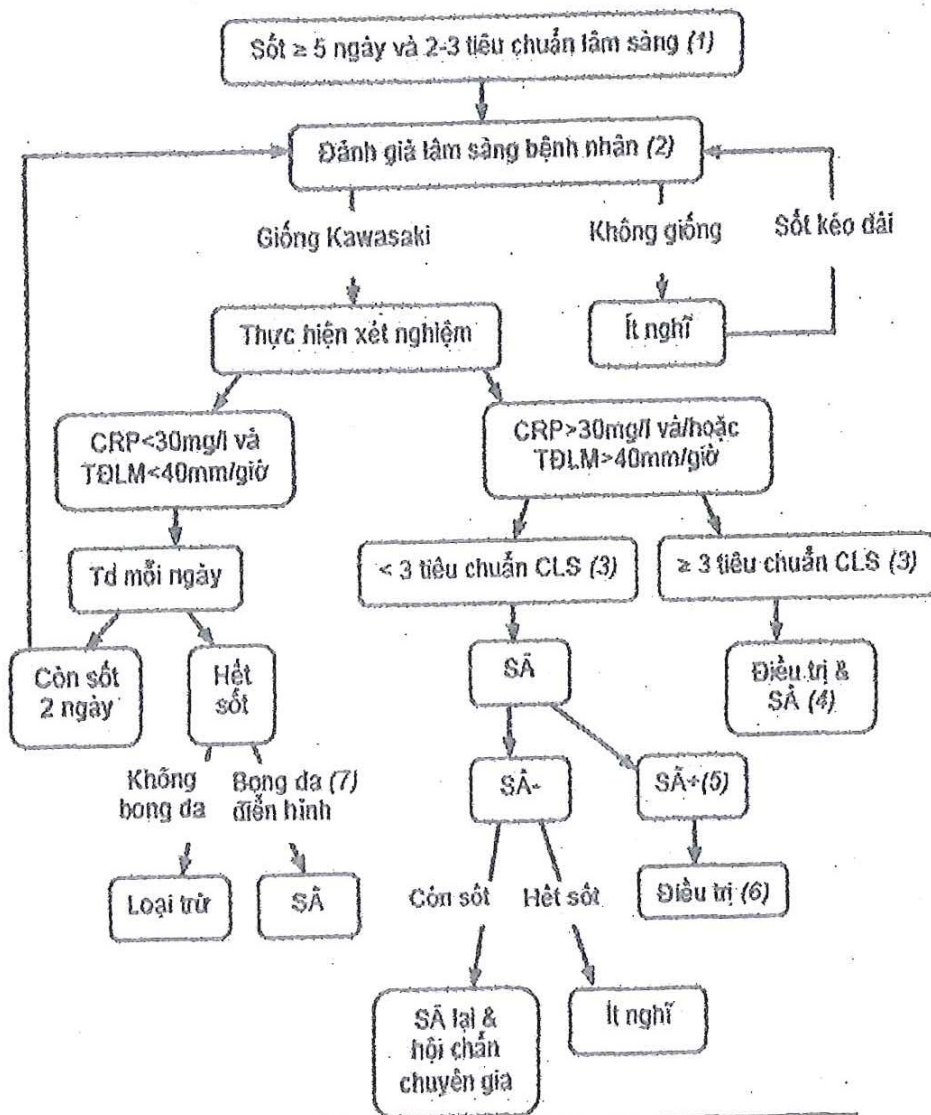 Sốt ≥ 5 ngày và 2-3 tiêu chuẩn lâm sàng (1)
Đánh giá lâm sàng bệnh nhân (2)
Giống Kawasaki
Không giống
Sốt kéo dài
Thực hiện xét nghiệm
Ít nghĩ
CRP<30mg/l và
TĐLM<40mm/giờ
CRP>30mg/l và/hoặc
TĐLM>40mm/giờ
Td mỗi ngày
< 3 tiêu chuẩn CLS (3)
≥ 3 tiêu chuẩn CLS (3)
Còn sốt
2 ngày
Hết
sốt
SÂ
Điều trị &
SÂ (4)
Không
bong da
Bong da (7)
điển hình
SÂ-
SÂ+(5)
Loại trừ
SÂ
Còn sốt
Hết sốt
Điều trị (6)
SÂ lại &
hội chẩn
chuyên gia
Ít nghĩ